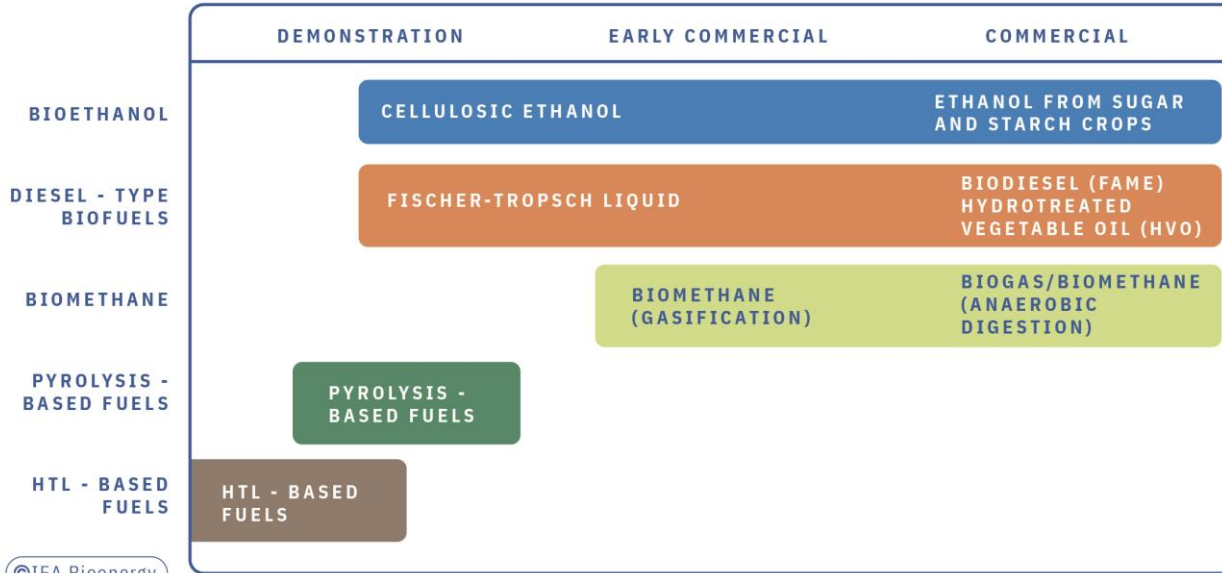 DEMONSTRATION EARLY COMMERCIAL COMMERCIAL
BIOETHANOL
CELLULOSIC ETHANOL
ETHANOL FROM SUGAR
AND STARCH CROPS
DIESEL - TYPE
BIOFUELS
FISCHER-TROPSCH LIQUID
BIODIESEL (FAME)
HYDROTREATED
VEGETABLE OIL (HVO)
BIOMETHANE
BIOMETHANE
(GASIFICATION)
BIOGAS/BIOMETHANE
(ANAEROBIC
DIGESTION)
PYROLYSIS -
BASED FUELS
PYROLYSIS -
BASED FUELS
HTL - BASED
FUELS
HTL - BASED
FUELS
©IEA Bioenergy